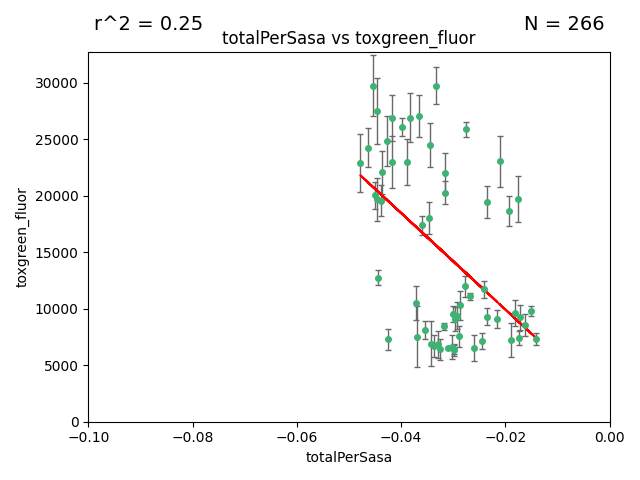 r^2 = 0.25
N = 266
totalPerSasa vs toxgreen_fluor
30000
25000
20000
15000
10000
5000
0
toxgreen_fluor
−0.10
−0.08
−0.06
−0.04
−0.02
0.00
totalPerSasa